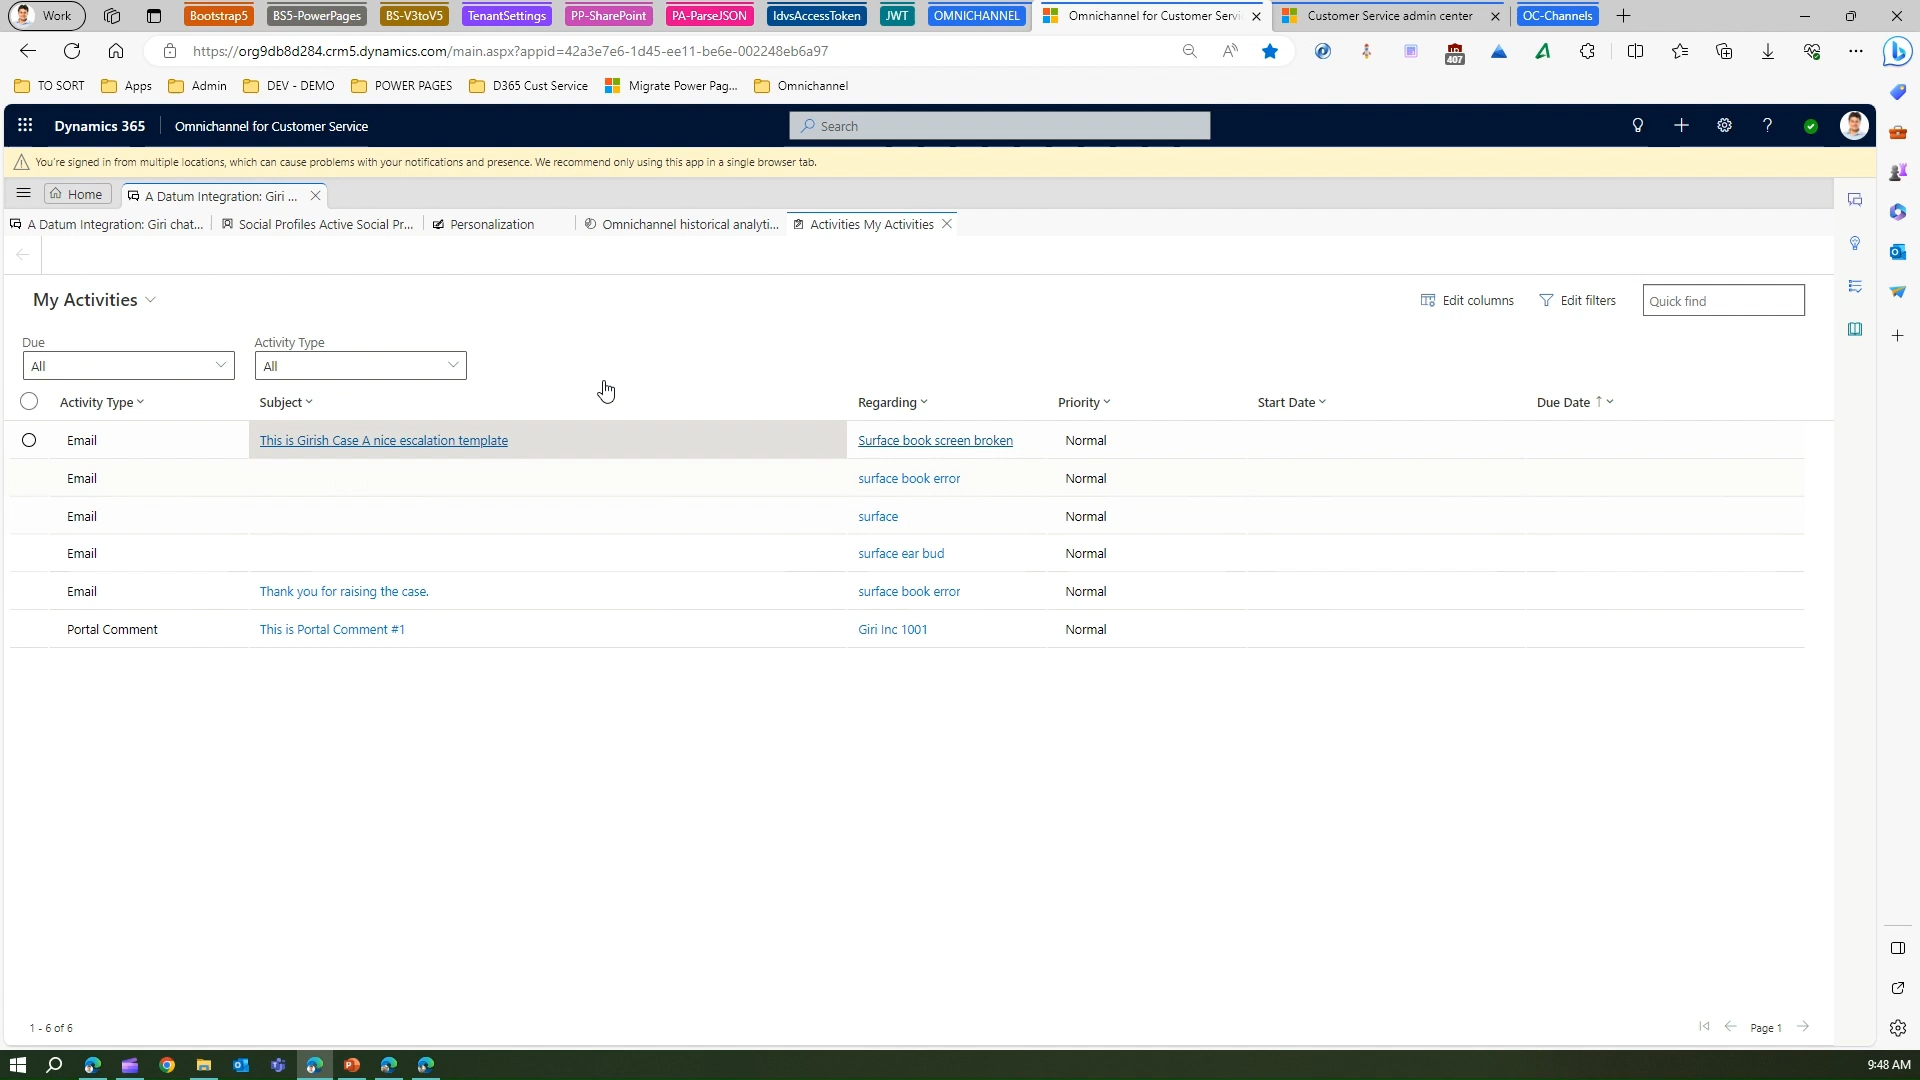 Work
Bootstrap5
BS5-PowerPages
BS-V3toV5
TenantSettings
PP-SharePoint
PA-ParseJSON
IdvsAccessToken
JWT
OMNICHANNEL
Omnichannel for Customer Servi
Customer Service admin center
OC-Channels
https://org9db8d284.crm5.dynamics.com/main.aspx?appid=42a3e7e6-1d45-ee11-be6e-002248eb6a97
407
TO SORT
Apps
Admin
DEV - DEMO
POWER PAGES
D365 Cust Service
Migrate Power Pag...
Omnichannel
Dynamics 365
Omnichannel for Customer Service
Search
You're signed in from multiple locations, which can cause problems with your notifications and presence. We recommend only using this app in a single browser tab.
Home
A Datum Integration: Giri ...
A Datum Integration: Giri chat...
Social Profiles Active Social Pr...
Personalization
Omnichannel historical analyti...
Activities My Activities
My Activities
Edit columns
Edit filters
Quick find
Due
Activity Type
All
All
Activity Type
Subject
Regarding
Priority
Start Date
Due Date
Email
This is Girish Case A nice escalation template
Surface book screen broken
Normal
Email
surface book error
Normal
Email
surface
Normal
Email
surface ear bud
Normal
Email
Thank you for raising the case.
surface book error
Normal
Portal Comment
This is Portal Comment #1
Giri Inc 1001
Normal
1 - 6 of 6
Page 1
9:48 AM